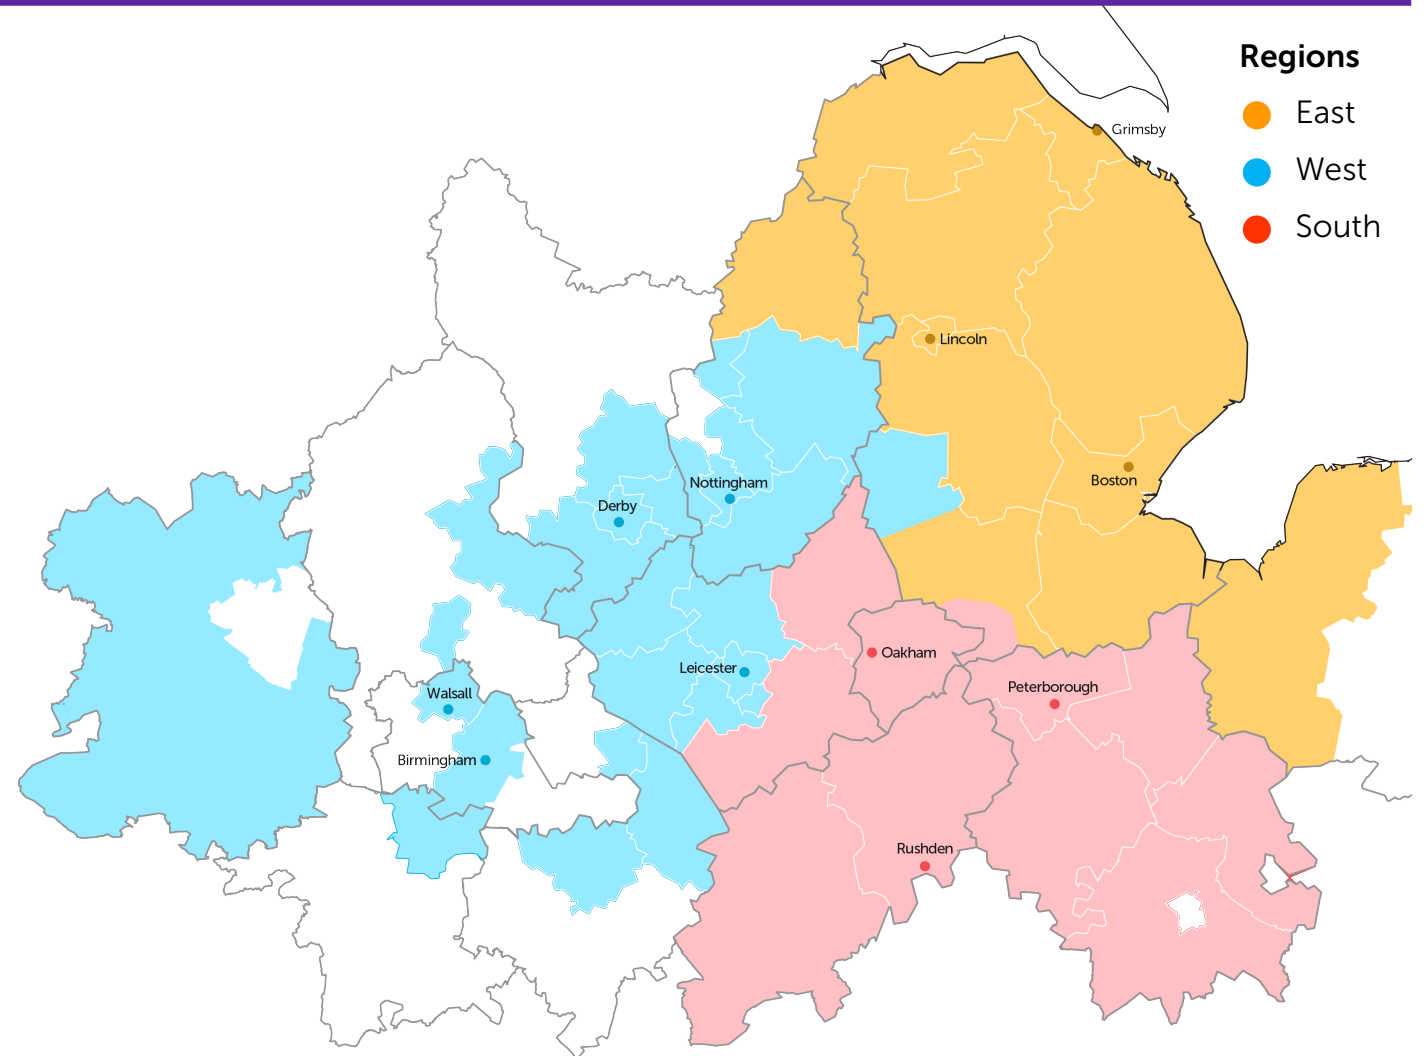 Regions
East
West
South
Grimsby
Lincoln
Boston
Nottingham
Derby
Leicester
Oakham
Walsall
Peterborough
Birmingham
Rushden